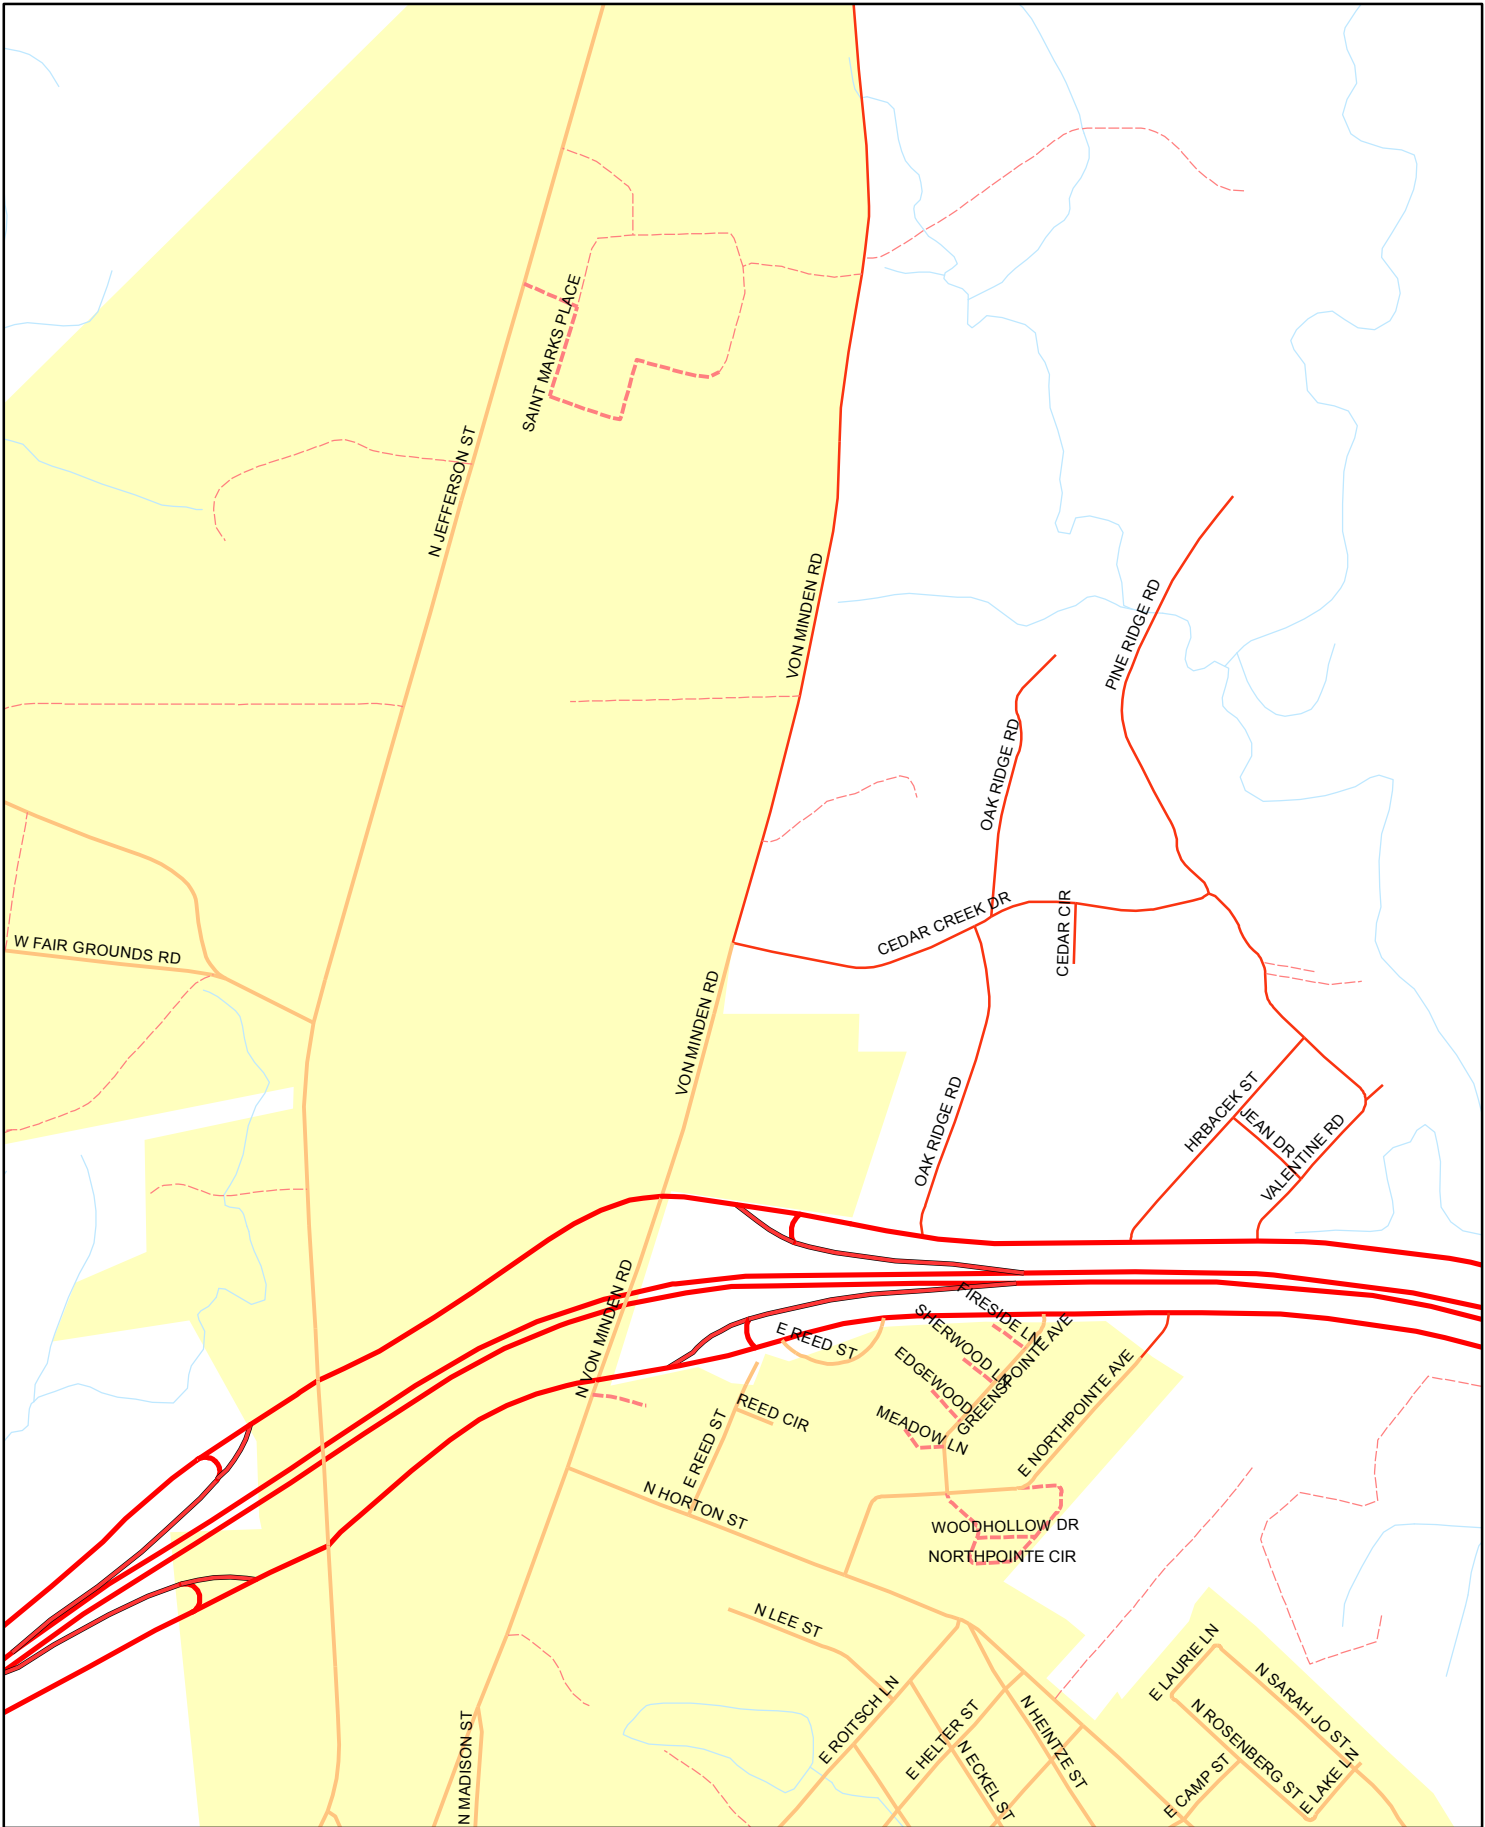 SAINT MARKS PLACE
N JEFFERSON ST
VON MINDEN RD
PINE RIDGE RD
OAK RIDGE RD
CEDAR CREEK DR
CEDAR CIR
W FAIR GROUNDS RD
VON MINDEN RD
OAK RIDGE RD
HRBACEK ST
JEAN DR
VALENTINE RD
N VON MINDEN RD
FIRESIDE LN
SHERWOOD LN
E REED ST
EDGEWOOD
GREENSPOINTE AVE
E NORTHPOINTE AVE
REED CIR
MEADOW LN
E REED ST
N HORTON ST
WOODHOLLOW DR
NORTHPOINTE CIR
N LEE ST
E LAURIE LN
N SARAH JO ST
E ROITSCH LN
E HELTER ST
N HEINTZE ST
N ROSENBERG ST
N MADISON ST
N ECKEL ST
E CAMP ST
E LAKE LN